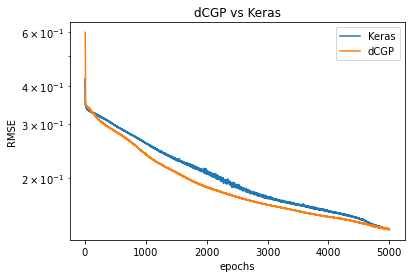 dCGP vs Keras
Keras
dCGP
6 × 10⁻¹
4 × 10⁻¹
3 × 10⁻¹
2 × 10⁻¹
RMSE
0 1000 2000 3000 4000 5000
epochs